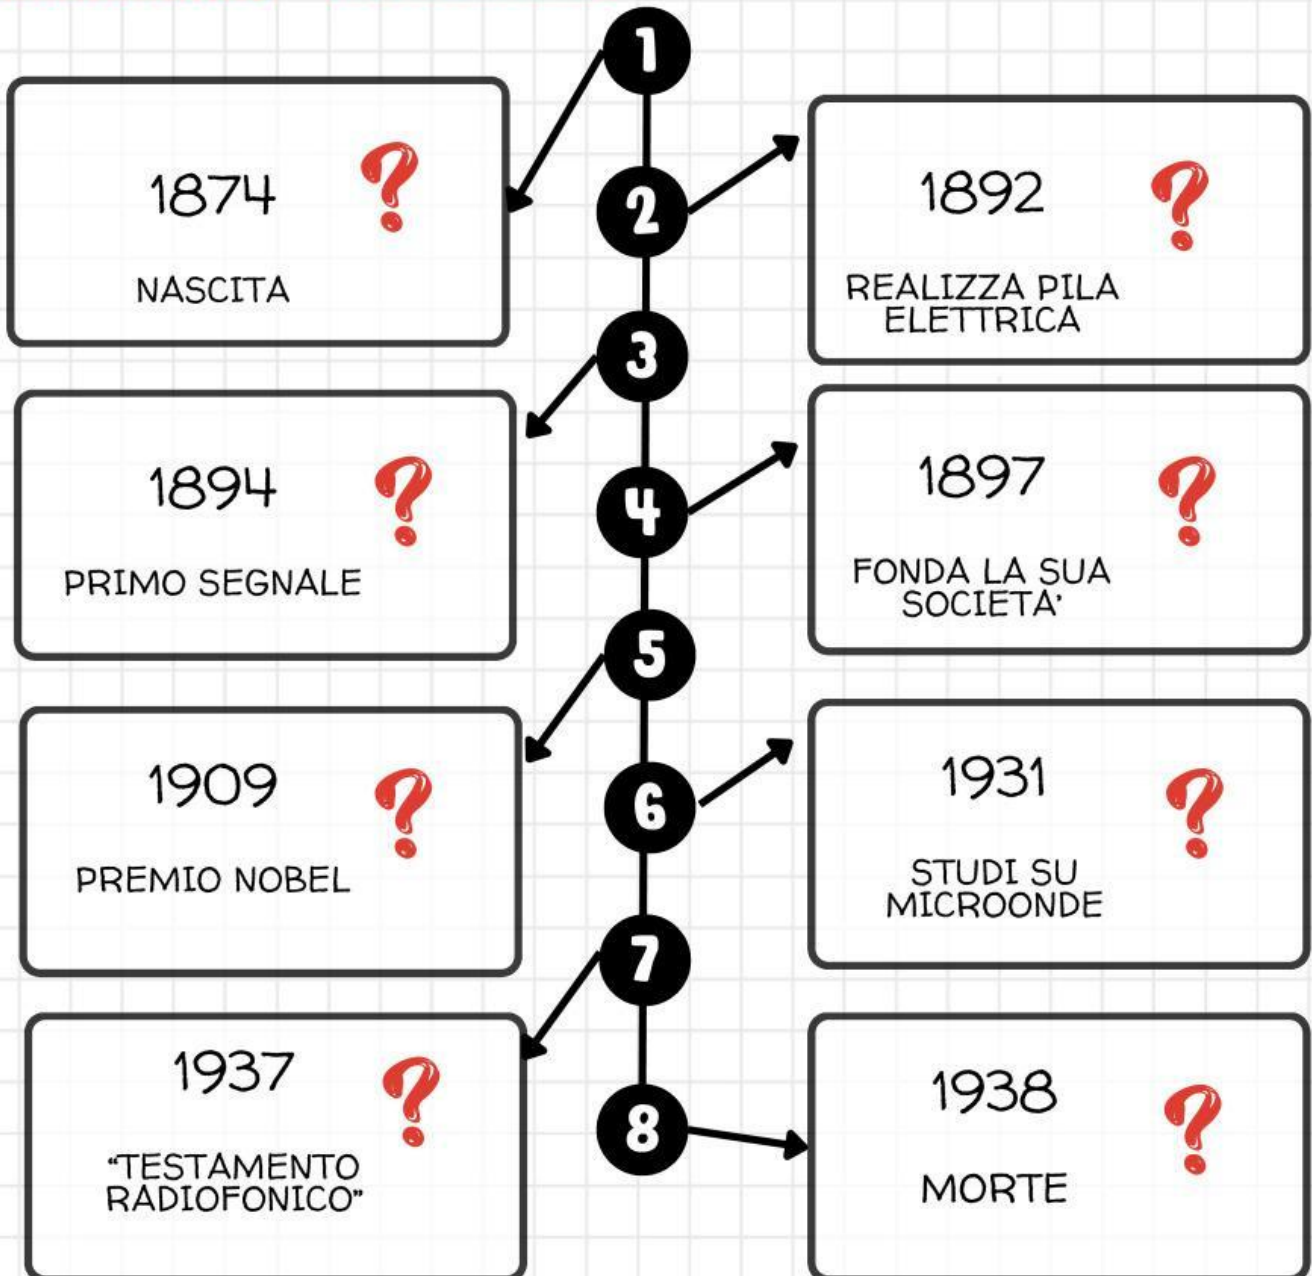 1
1874
?
NASCITA
2
1892
?
REALIZZA PILA
ELETTRICA
3
1894
?
PRIMO SEGNALE
4
1897
?
FONDA LA SUA
SOCIETA'
5
1909
?
PREMIO NOBEL
6
1931
?
STUDI SU
MICROONDE
7
1937
?
“TESTAMENTO
RADIOFONICO”
8
1938
?
MORTE